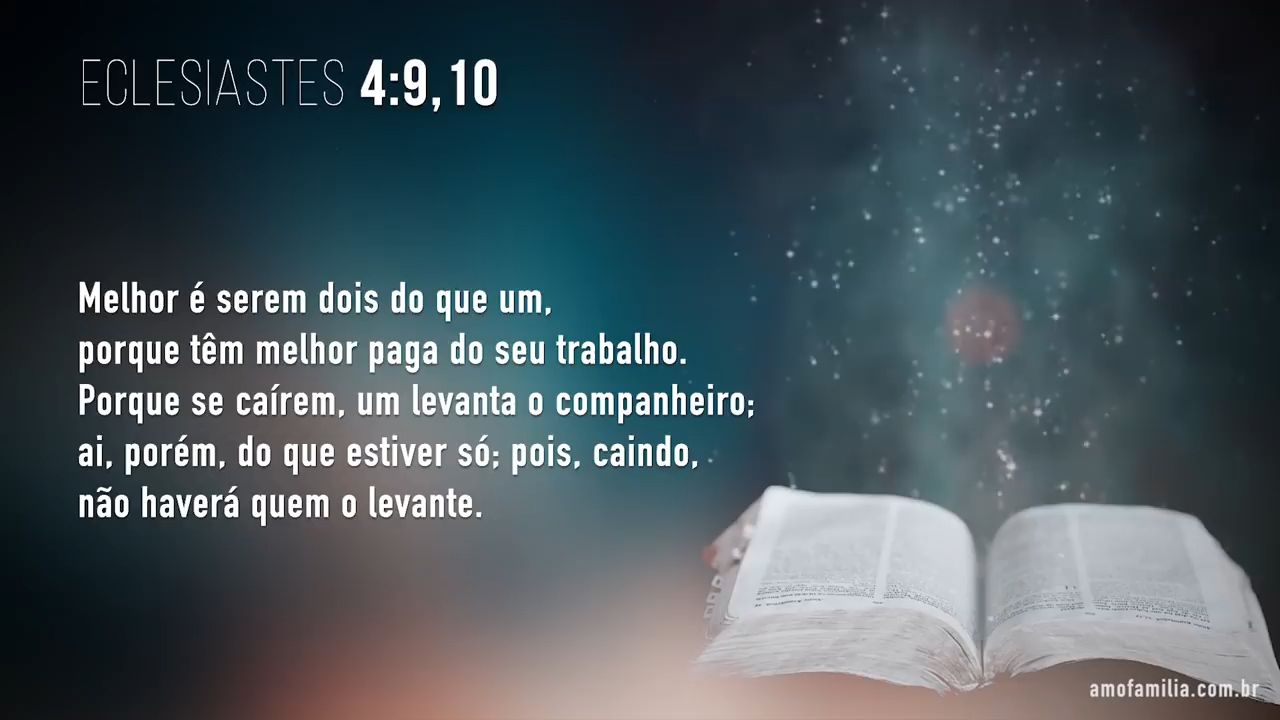 ECLESIASTES 4:9,10
Melhor é serem dois do que um,
porque têm melhor paga do seu trabalho.
Porque se caírem, um levanta o companheiro;
ai, porém, do que estiver só; pois, caindo,
não haverá quem o levante.
amofamilia.com.br